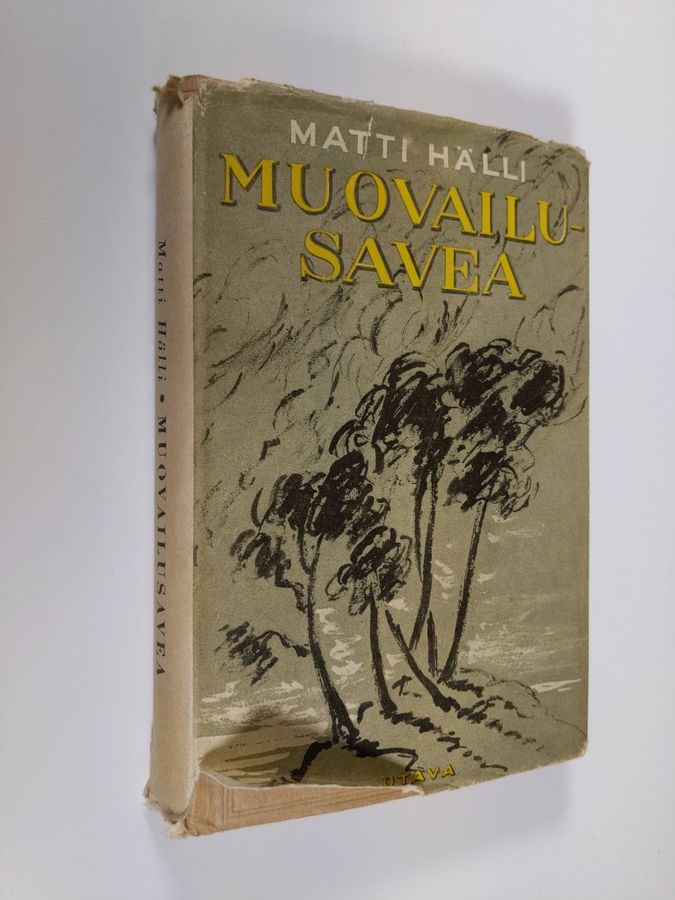 MATTI HÄLLI
MUOVAILU-
SAVEA
OTAVA
Matti Hälli • MUOVAILUSAVEA